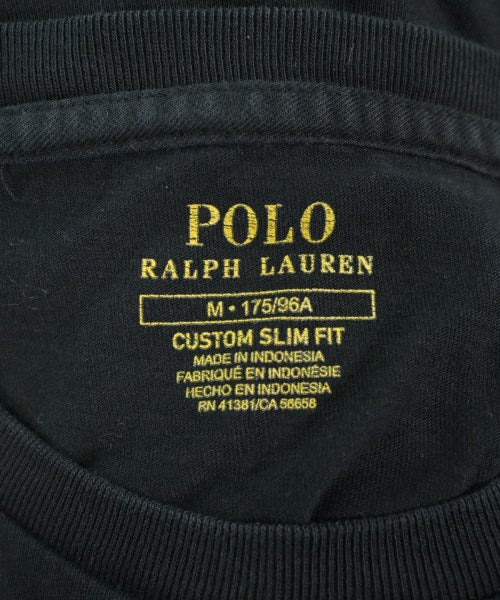 POLO
RALPH LAUREN
M • 175/96A
CUSTOM SLIM FIT
MADE IN INDONESIA
FABRIQUÉ EN INDONÉSIE
HECHO EN INDONESIA
RN 41381/CA 56658